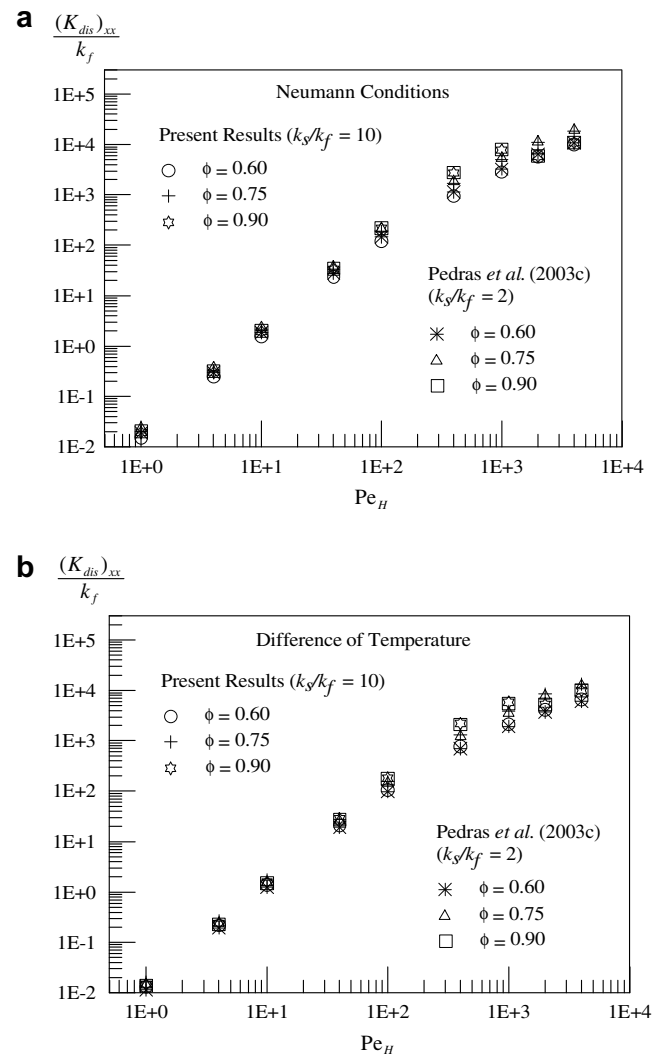 a
(K_dis)_xx
k_f
1E+5
Neumann Conditions
Present Results (k_s/k_f = 10)
1E+4
ϕ = 0.60
ϕ = 0.75
1E+3
ϕ = 0.90
1E+2
Pedras et al. (2003c)
(k_s/k_f = 2)
1E+1
ϕ = 0.60
1E+0
ϕ = 0.75
ϕ = 0.90
1E-1
1E-2
1E+0 1E+1 1E+2 1E+3 1E+4
Pe_H
b
(K_dis)_xx
k_f
1E+5
Difference of Temperature
Present Results (k_s/k_f = 10)
1E+4
ϕ = 0.60
ϕ = 0.75
1E+3
ϕ = 0.90
1E+2
Pedras et al. (2003c)
1E+1
(k_s/k_f = 2)
ϕ = 0.60
1E+0
ϕ = 0.75
ϕ = 0.90
1E-1
1E-2
1E+0 1E+1 1E+2 1E+3 1E+4
Pe_H